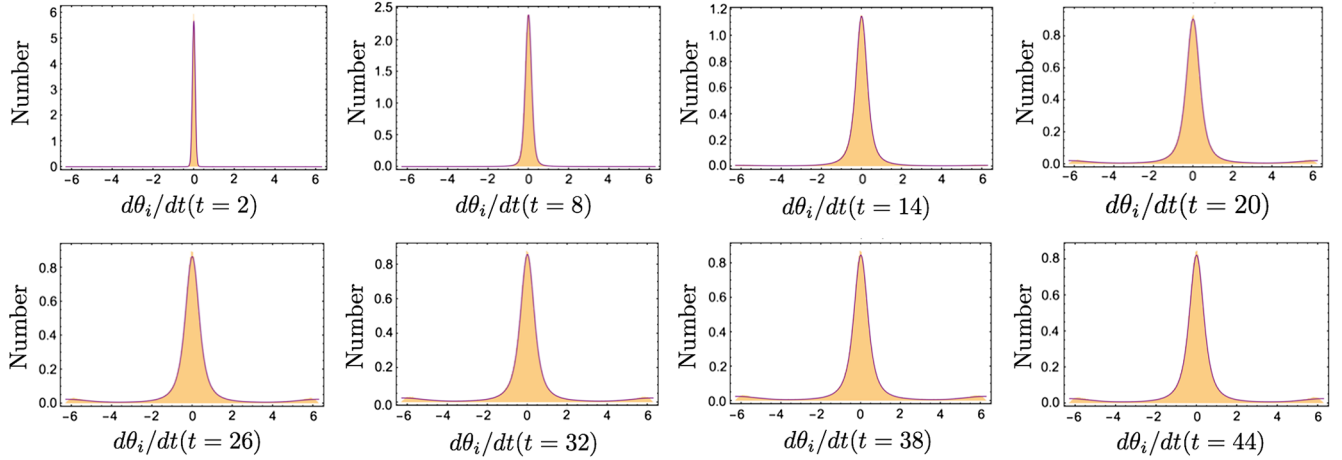 Number
6
5
4
3
2
1
0
−6 −4 −2 0 2 4 6
dθᵢ/dt(t = 2)
Number
2.5
2.0
1.5
1.0
0.5
0.0
−6 −4 −2 0 2 4 6
dθᵢ/dt(t = 8)
Number
1.2
1.0
0.8
0.6
0.4
0.2
0.0
−6 −4 −2 0 2 4 6
dθᵢ/dt(t = 14)
Number
0.8
0.6
0.4
0.2
0.0
−6 −4 −2 0 2 4 6
dθᵢ/dt(t = 20)
Number
0.8
0.6
0.4
0.2
0.0
−6 −4 −2 0 2 4 6
dθᵢ/dt(t = 26)
Number
0.8
0.6
0.4
0.2
0.0
−6 −4 −2 0 2 4 6
dθᵢ/dt(t = 32)
Number
0.8
0.6
0.4
0.2
0.0
−6 −4 −2 0 2 4 6
dθᵢ/dt(t = 38)
Number
0.8
0.6
0.4
0.2
0.0
−6 −4 −2 0 2 4 6
dθᵢ/dt(t = 44)